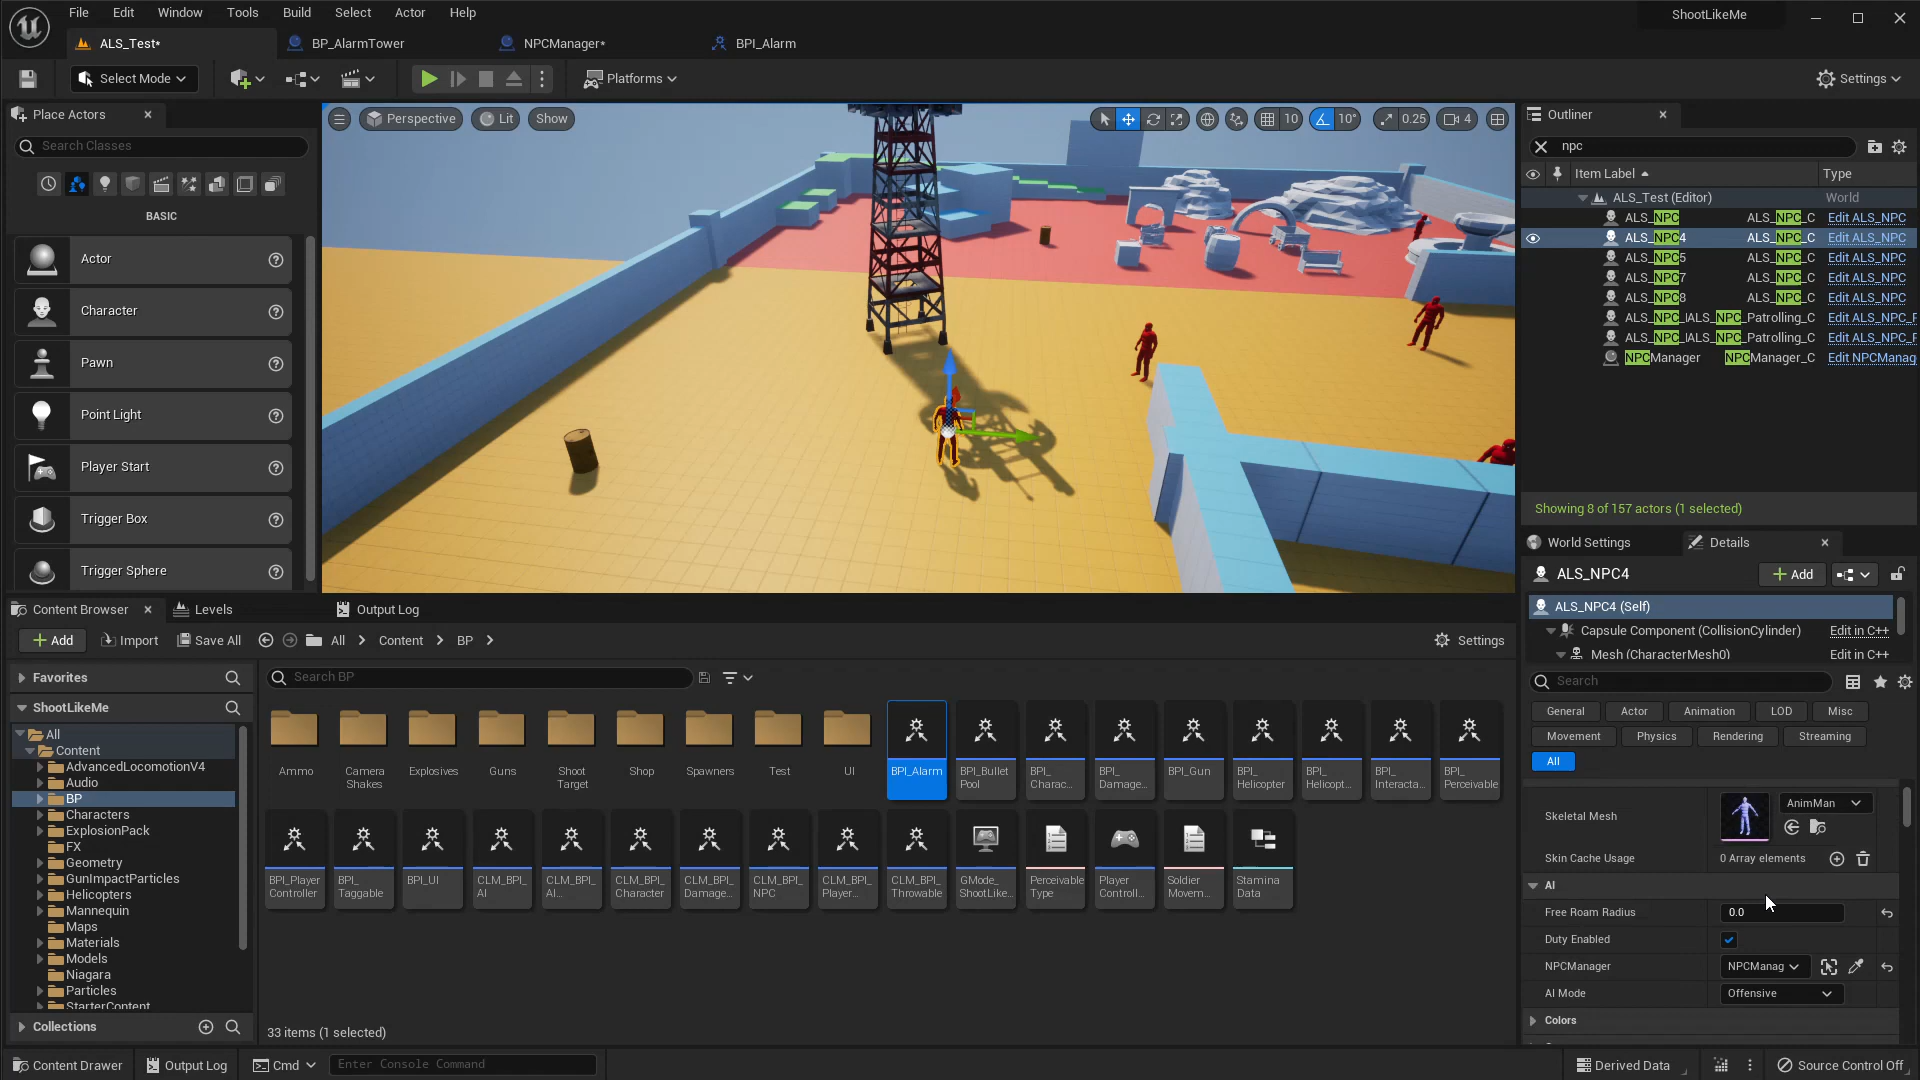 File Edit Window Tools Build Select Actor Help
ShootLikeMe
ALS_Test* BP_AlarmTower NPCManager* BPI_Alarm
Select Mode Platforms Settings
Place Actors
Search Classes
BASIC
Actor
Character
Pawn
Point Light
Player Start
Trigger Box
Trigger Sphere
Perspective Lit Show 10 10° 0.25 4
Outliner
npc
Item Label Type
ALS_Test (Editor) World
ALS_NPC ALS_NPC_C Edit ALS_NPC
ALS_NPC4 ALS_NPC_C Edit ALS_NPC
ALS_NPC5 ALS_NPC_C Edit ALS_NPC
ALS_NPC7 ALS_NPC_C Edit ALS_NPC
ALS_NPC8 ALS_NPC_C Edit ALS_NPC
ALS_NPC_ ALS_NPC_Patrolling_C Edit ALS_NPC_F
ALS_NPC_ ALS_NPC_Patrolling_C Edit ALS_NPC_F
NPCManager NPCManager_C Edit NPCManag
Showing 8 of 157 actors (1 selected)
World Settings Details
ALS_NPC4 Add
ALS_NPC4 (Self)
Capsule Component (CollisionCylinder) Edit in C++
Mesh (CharacterMesh0) Edit in C++
Search
General Actor Animation LOD Misc
Movement Physics Rendering Streaming
All
Skeletal Mesh AnimMan
Skin Cache Usage 0 Array elements
AI
Free Roam Radius 0.0
Duty Enabled
NPCManager NPCManag
AI Mode Offensive
Colors
Content Browser Levels Output Log
Add Import Save All All Content BP Settings
Favorites
ShootLikeMe
All
Content
AdvancedLocomotionV4
Audio
BP
Characters
ExplosionPack
FX
Geometry
GunImpactParticles
Helicopters
Mannequin
Maps
Materials
Models
Niagara
Particles
StarterContent
Collections
Search BP
Ammo
Camera Shakes
Explosives
Guns
Shoot Target
Shop
Spawners
Test
UI
BPI_Alarm
BPI_Bullet Pool
BPI_ Charac...
BPI_ Damage...
BPI_Gun
BPI_ Helicopter
BPI_ Helicopt...
BPI_ Interacta...
BPI_ Perceivable
BPI_Player Controller
BPI_ Taggable
BPI_UI
CLM_BPI_ AI
CLM_BPI_ AI...
CLM_BPI_ Character
CLM_BPI_ Damage...
CLM_BPI_ NPC
CLM_BPI_ Player...
CLM_BPI_ Throwable
GMode_ ShootLike...
Perceivable Type
Player Controll...
Soldier Movem...
Stamina Data
33 items (1 selected)
Content Drawer Output Log Cmd Enter Console Command Derived Data Source Control Off